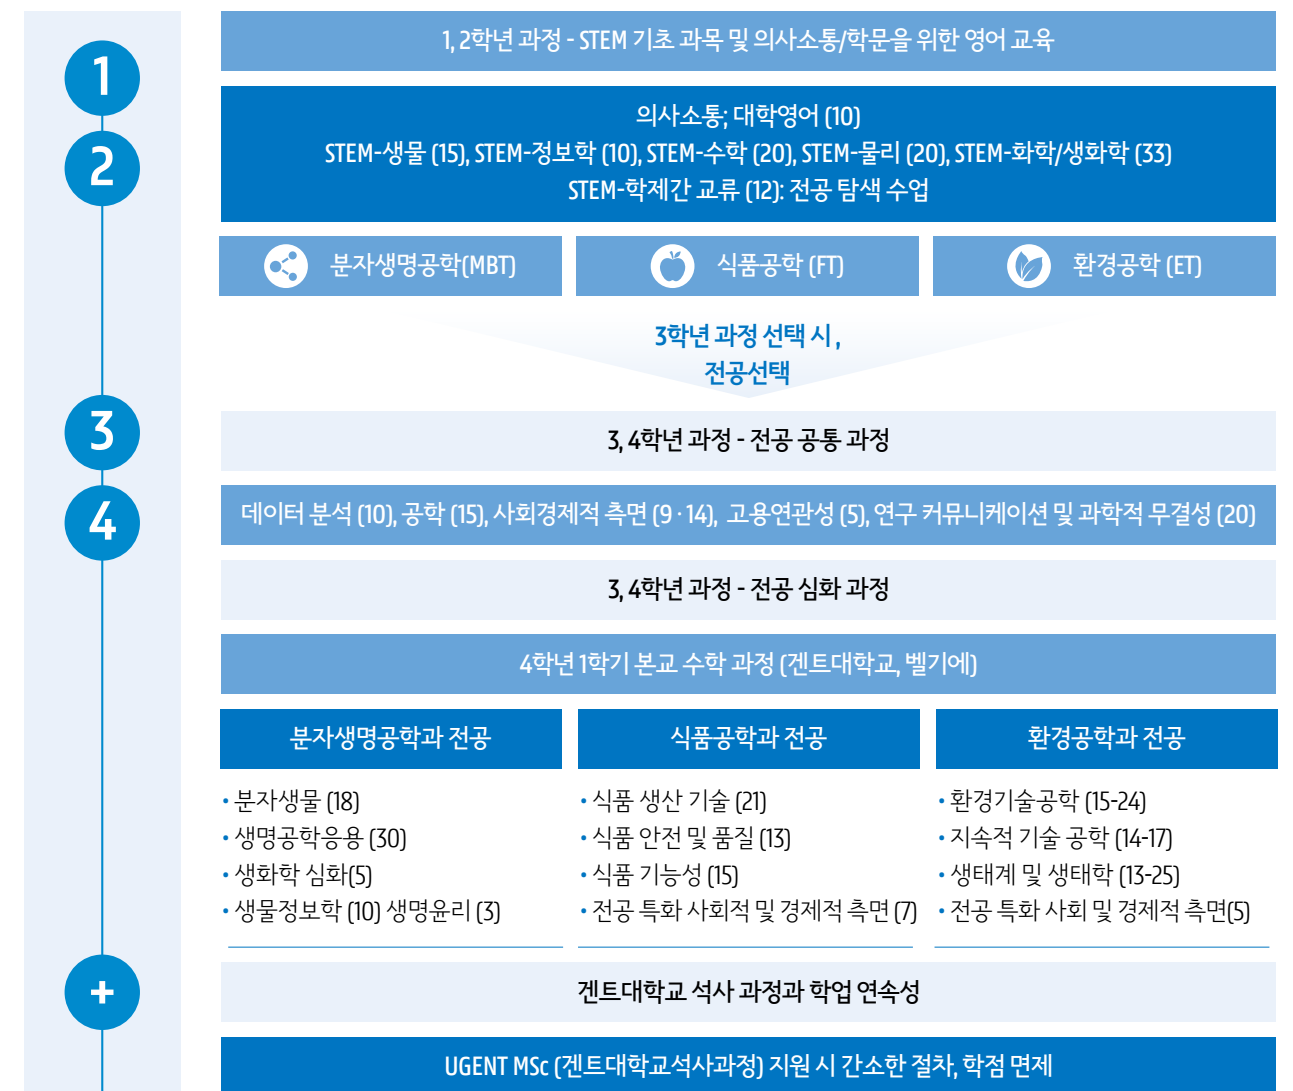 1
1, 2학년 과정 - STEM 기초 과목 및 의사소통/학문을 위한 영어 교육
2
의사소통; 대학영어 (10)
STEM-생물 (15), STEM-정보학 (10), STEM-수학 (20), STEM-물리 (20), STEM-화학/생화학 (33)
STEM-학제간 교류 (12): 전공 탐색 수업
분자생명공학(MBT)
식품공학 (FT)
환경공학 (ET)
3학년 과정 선택 시 ,
전공선택
3
3, 4학년 과정 - 전공 공통 과정
4
데이터 분석 (10), 공학 (15), 사회경제적 측면 (9 · 14), 고용연관성 (5), 연구 커뮤니케이션 및 과학적 무결성 (20)
3, 4학년 과정 - 전공 심화 과정
4학년 1학기 본교 수학 과정 (겐트대학교, 벨기에)
분자생명공학과 전공
• 분자생물 (18)
• 생명공학응용 (30)
• 생화학 심화(5)
• 생물정보학 (10) 생명윤리 (3)
식품공학과 전공
• 식품 생산 기술 (21)
• 식품 안전 및 품질 (13)
• 식품 기능성 (15)
• 전공 특화 사회적 및 경제적 측면 (7)
환경공학과 전공
• 환경기술공학 (15-24)
• 지속적 기술 공학 (14-17)
• 생태계 및 생태학 (13-25)
• 전공 특화 사회 및 경제적 측면(5)
+
겐트대학교 석사 과정과 학업 연속성
UGENT MSc (겐트대학교석사과정) 지원 시 간소한 절차, 학점 면제